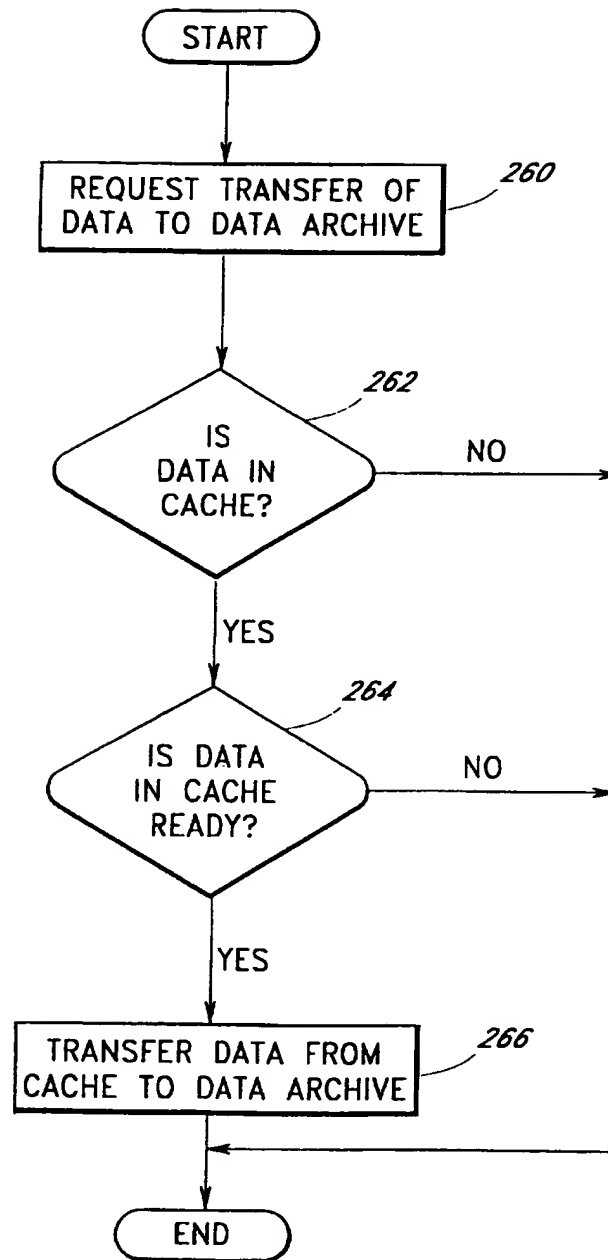 START
REQUEST TRANSFER OF
DATA TO DATA ARCHIVE
260
262
IS
DATA IN
CACHE?
NO
YES
264
IS DATA
IN CACHE
READY?
NO
YES
TRANSFER DATA FROM
CACHE TO DATA ARCHIVE
266
END